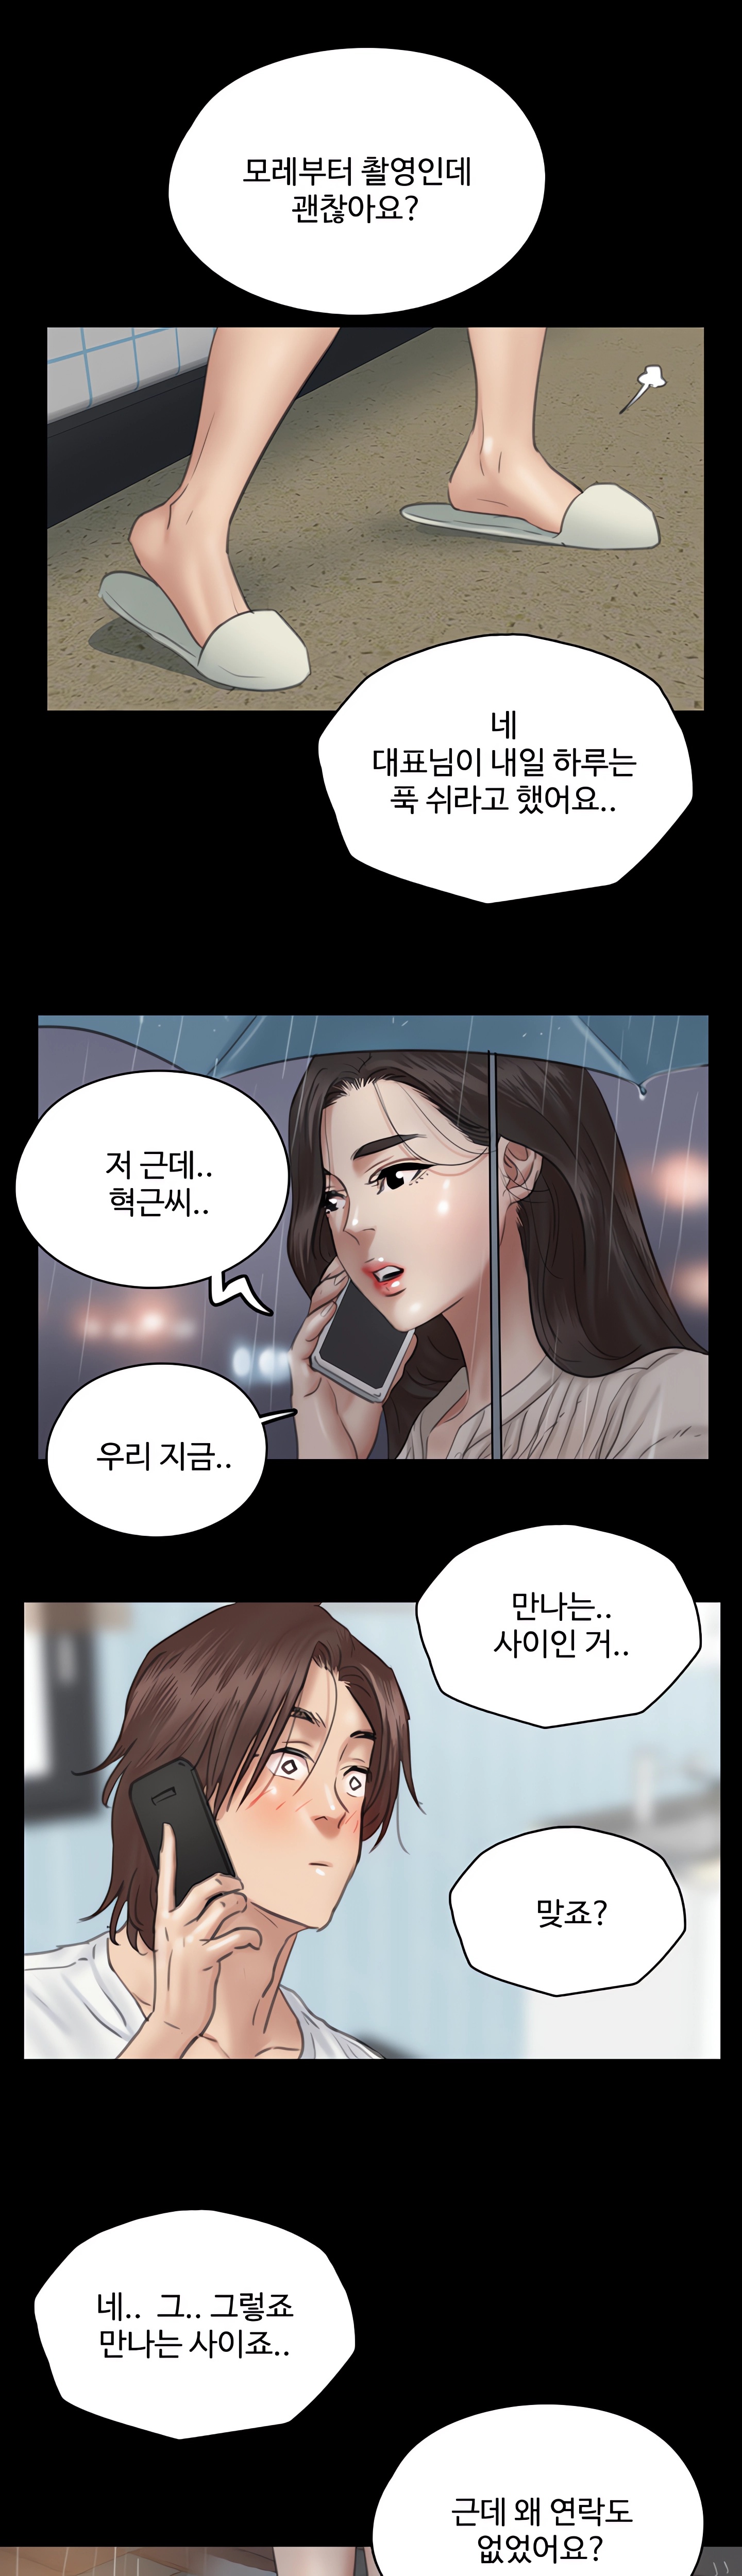 모레부터 촬영인데
괜찮아요?
네
대표님이 내일 하루는
푹 쉬라고 했어요..
저 근데..
혁근씨..
우리 지금..
만나는..
사이인 거..
맞죠?
네.. 그.. 그렇죠
만나는 사이죠..
근데 왜 연락도
없었어요?